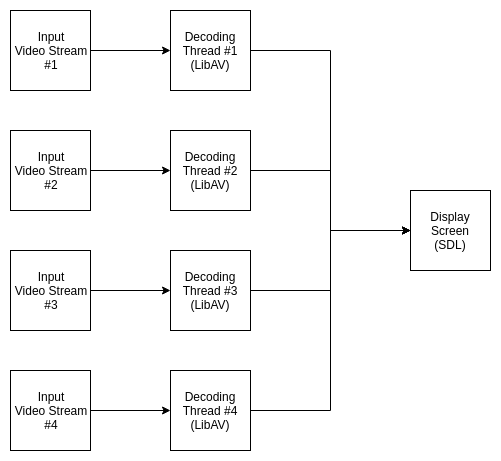 Input
Video Stream
#1
Decoding
Thread #1
(LibAV)
Input
Video Stream
#2
Decoding
Thread #2
(LibAV)
Display
Screen
(SDL)
Input
Video Stream
#3
Decoding
Thread #3
(LibAV)
Input
Video Stream
#4
Decoding
Thread #4
(LibAV)